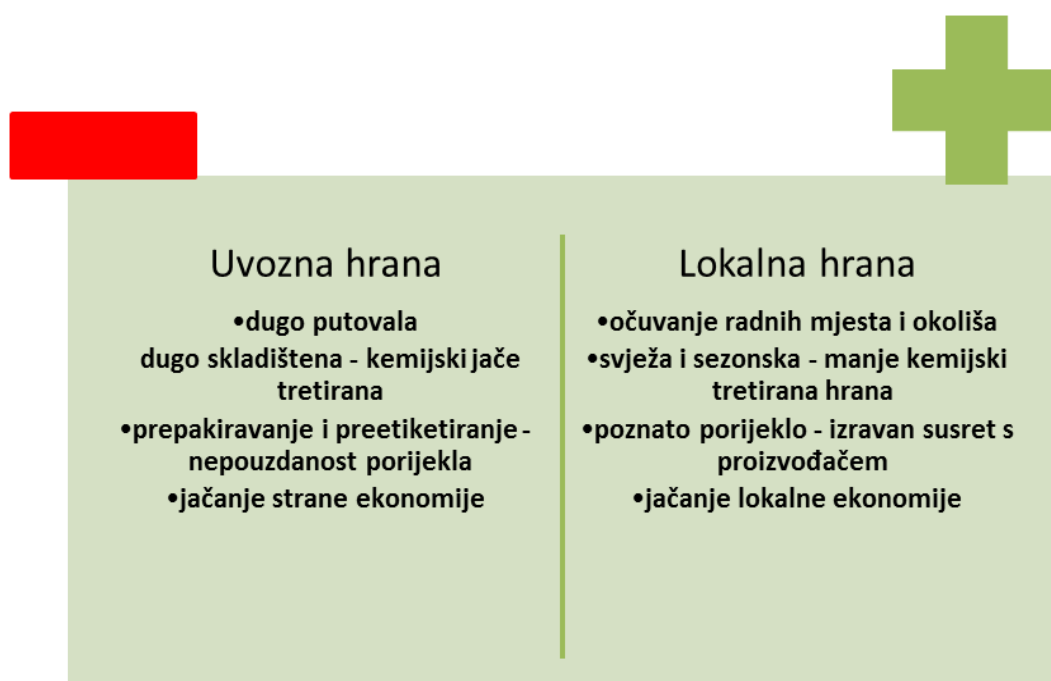 Uvozna hrana
•dugo putovala
dugo skladištena - kemijski jače
tretirana
•prepakiravanje i preetiketiranje -
nepouzdanost porijekla
•jačanje strane ekonomije
Lokalna hrana
•očuvanje radnih mjesta i okoliša
•svježa i sezonska - manje kemijski
tretirana hrana
•poznato porijeklo - izravan susret s
proizvođačem
•jačanje lokalne ekonomije